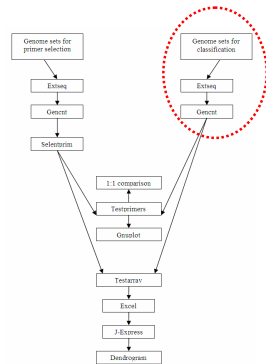 Genome sets for
primer selection
Genome sets for
classification
Extseq
Extseq
Gencnt
Gencnt
Selentprim
1:1 comparison
Testprimers
Gnuplot
Testarray
Excel
J-Express
Dendrogram